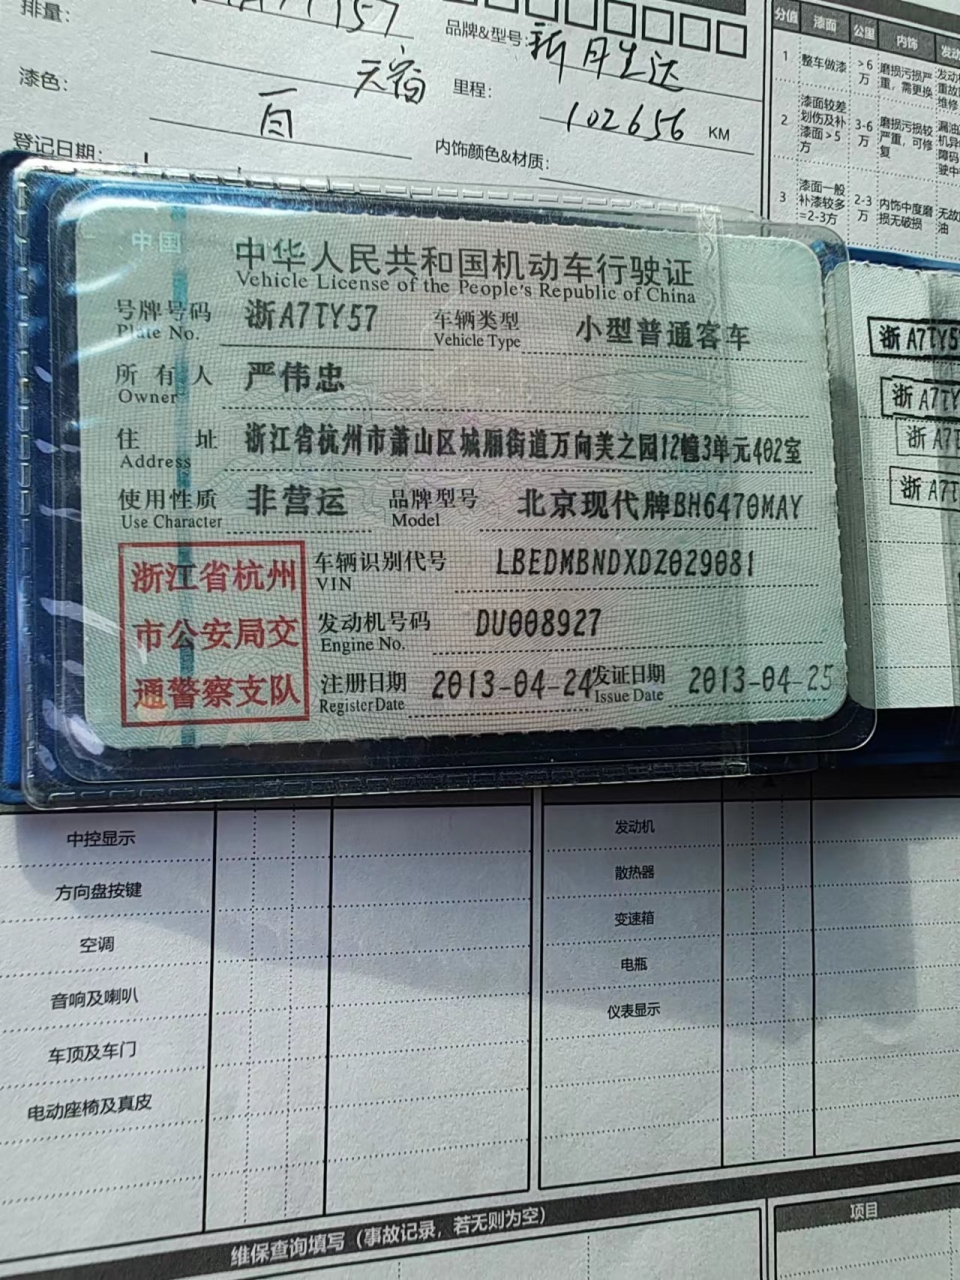 排量：
品牌&型号：新胜达
漆色：白
里程：102656 KM
登记日期：
内饰颜色&材质：
分值 漆面 公里 内饰
1 整车做漆 >6万 磨损污损严重，需更换
2 漆面较差划伤及补漆面>5方 3-6万 磨损污损较严重，可修复
3 漆面一般补漆较多=2-3方 2-3万 内饰中度磨损无破损
中国
中华人民共和国机动车行驶证
Vehicle License of the People's Republic of China
号牌号码 浙A7TY57 车辆类型 小型普通客车
Plate No. Vehicle Type
所有人 严伟忠
Owner
住址 浙江省杭州市萧山区城厢街道万向美之园12幢3单元402室
Address
使用性质 非营运 品牌型号 北京现代牌BH6470MAY
Use Character Model
浙江省杭州
市公安局交
通警察支队
车辆识别代号 LBEDMBNDXDZ029081
VIN
发动机号码 DU008927
Engine No.
注册日期 2013-04-24 发证日期 2013-04-25
Register Date Issue Date
浙A7TY5
浙A7TY
浙A7T
浙A7T
中控显示
方向盘按键
空调
音响及喇叭
车顶及车门
电动座椅及真皮
发动机
散热器
变速箱
电瓶
仪表显示
维保查询填写（事故记录，若无则为空）
项目